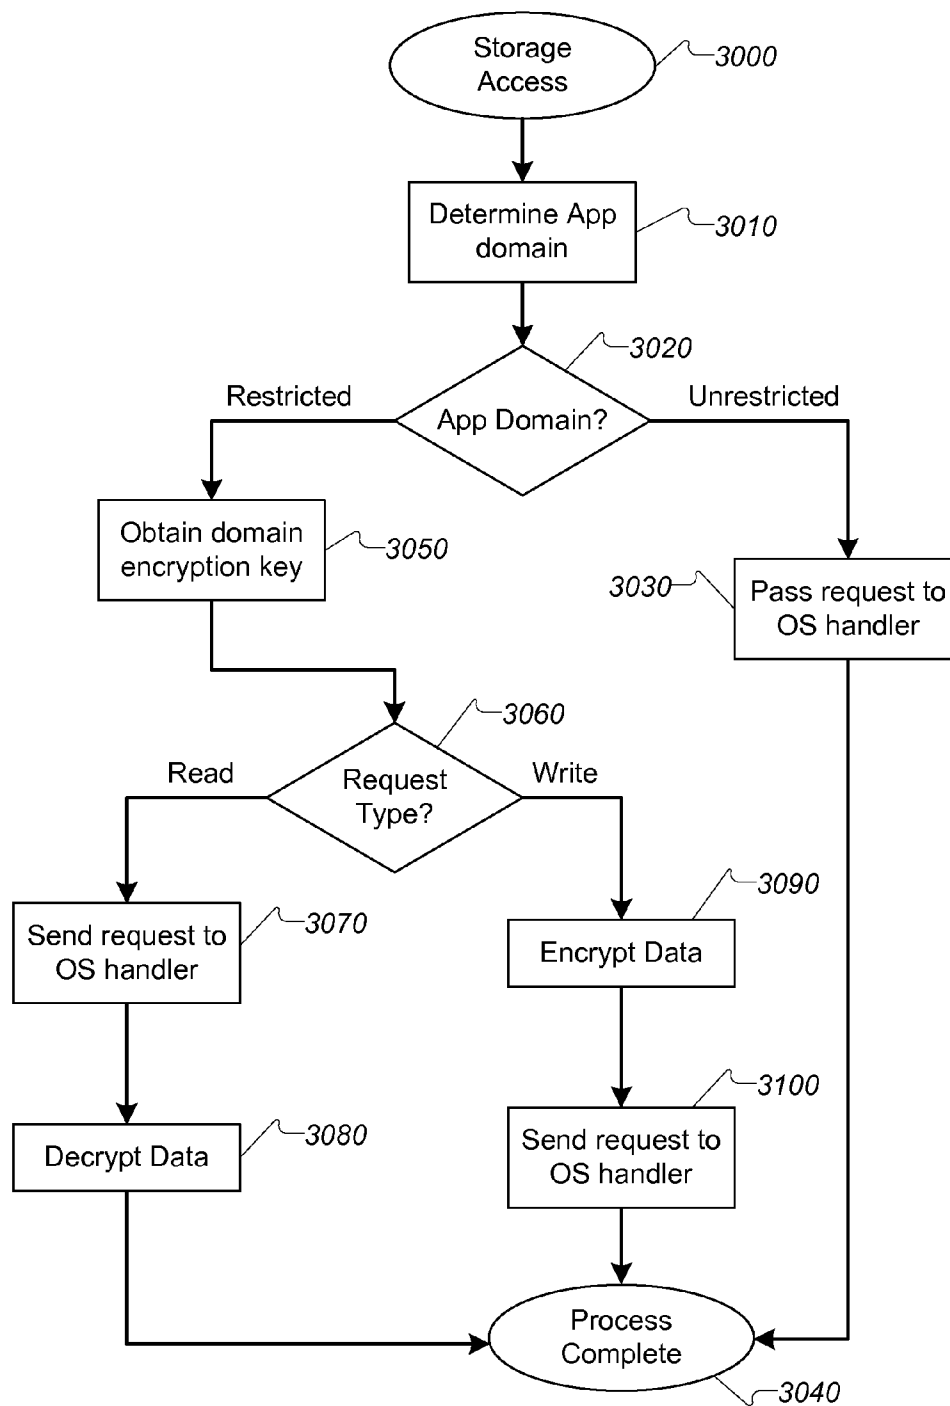 Storage
Access
3000
Determine App
domain
3010
3020
Restricted
App Domain?
Unrestricted
Obtain domain
encryption key
3050
3030
Pass request to
OS handler
3060
Read
Request
Type?
Write
Send request to
OS handler
3070
3090
Encrypt Data
Decrypt Data
3080
3100
Send request to
OS handler
Process
Complete
3040